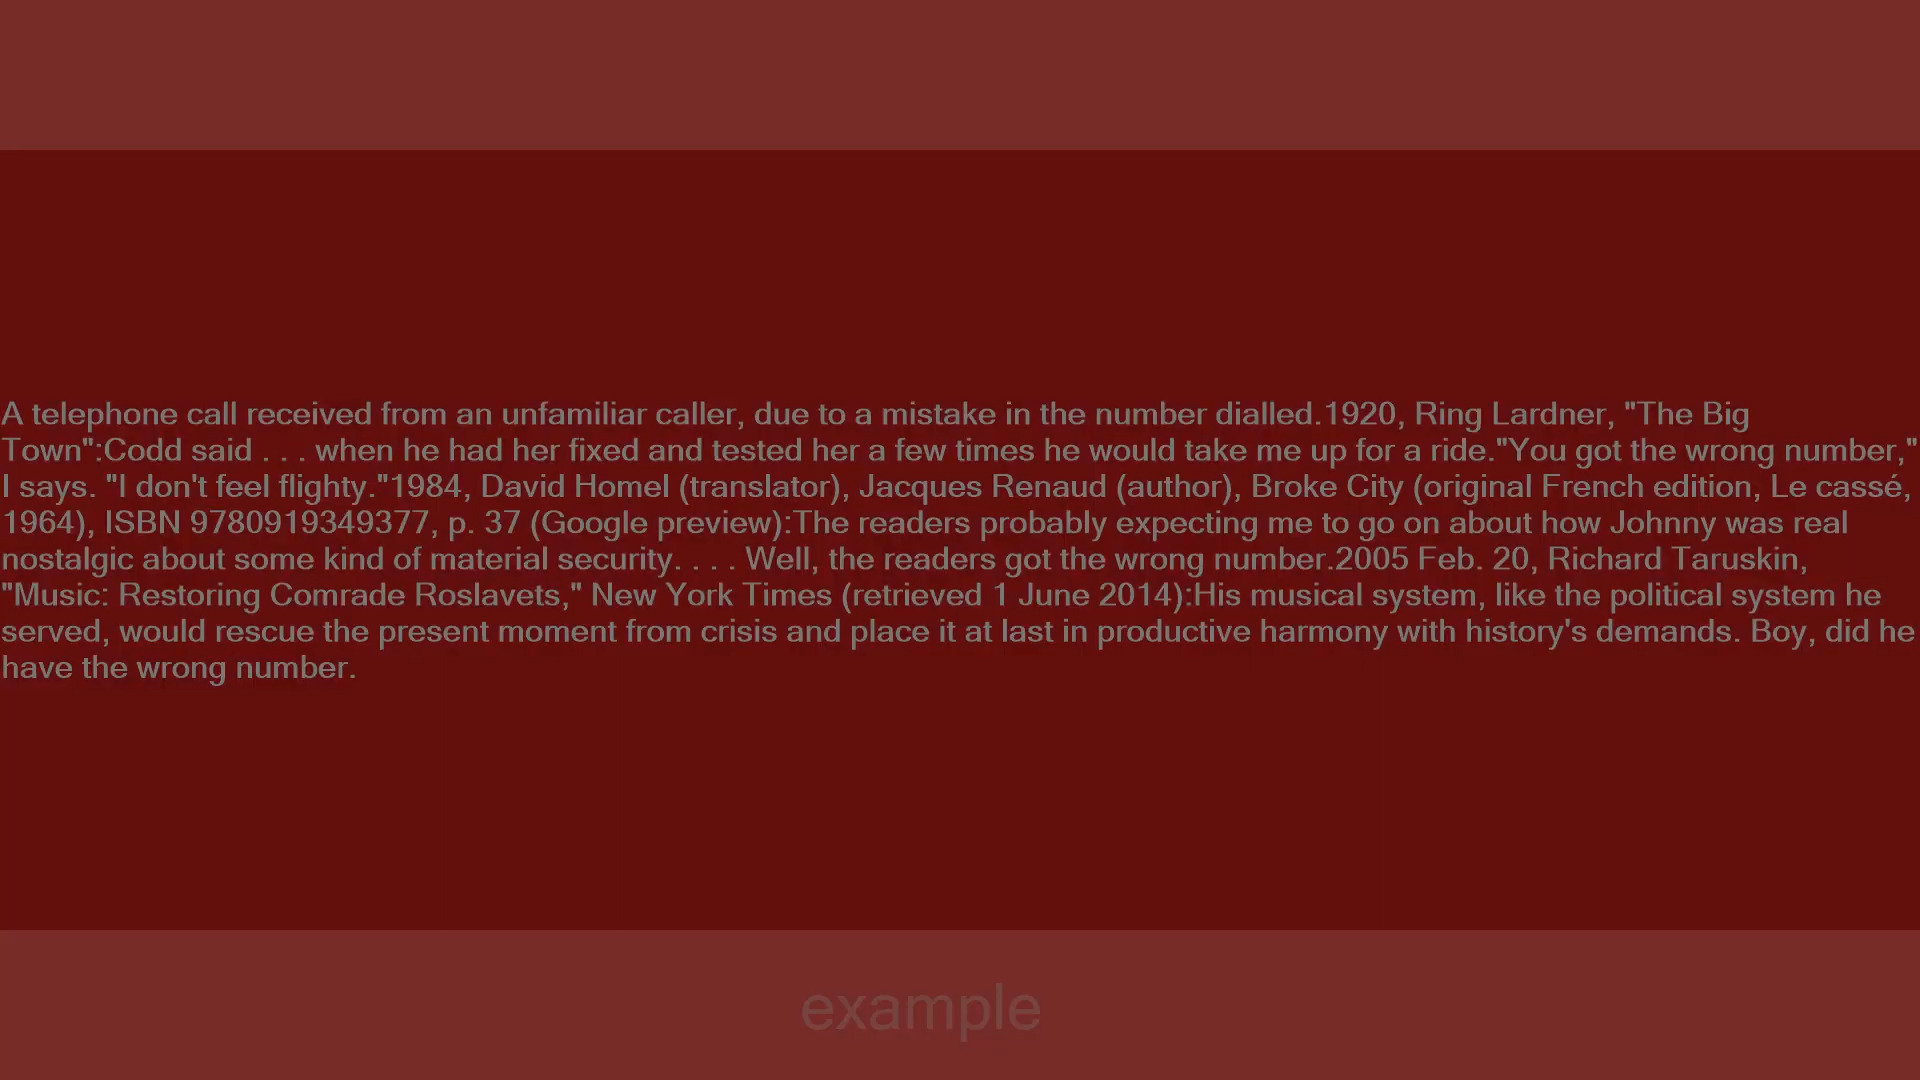 A telephone call received from an unfamiliar caller, due to a mistake in the number dialled.1920, Ring Lardner, "The Big
Town":Codd said . . . when he had her fixed and tested her a few times he would take me up for a ride."You got the wrong number,"
I says. "I don't feel flighty."1984, David Homel (translator), Jacques Renaud (author), Broke City (original French edition, Le cassé,
1964), ISBN 9780919349377, p. 37 (Google preview):The readers probably expecting me to go on about how Johnny was real
nostalgic about some kind of material security. . . . Well, the readers got the wrong number.2005 Feb. 20, Richard Taruskin,
"Music: Restoring Comrade Roslavets," New York Times (retrieved 1 June 2014):His musical system, like the political system he
served, would rescue the present moment from crisis and place it at last in productive harmony with history's demands. Boy, did he
have the wrong number.
example